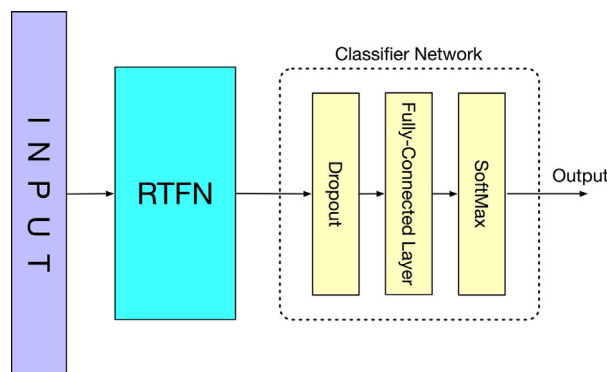 INPUT
RTFN
Classifier Network
Dropout
Fully-Connected Layer
SoftMax
Output